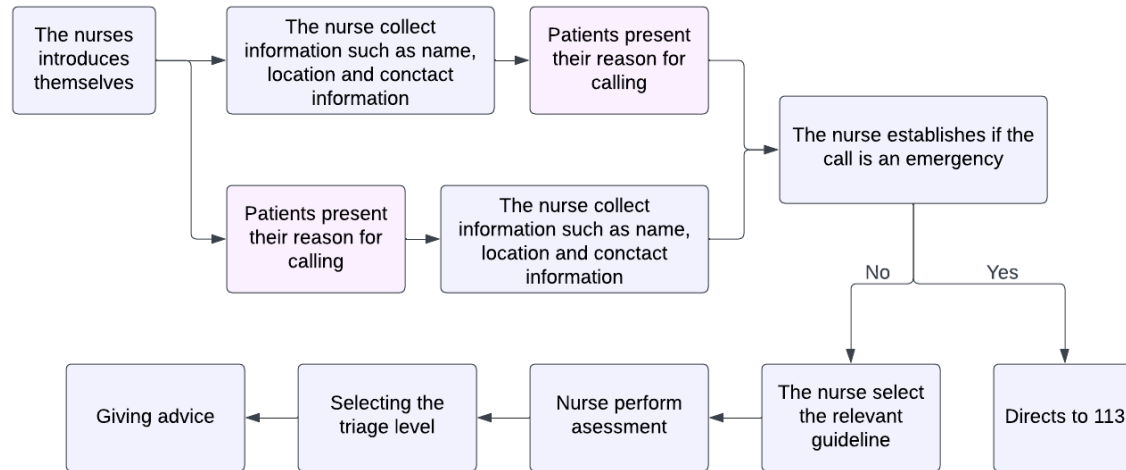 The nurses
introduces
themselves
The nurse collect
information such as name,
location and conctact
information
Patients present
their reason for
calling
The nurse establishes if the
call is an emergency
Patients present
their reason for
calling
The nurse collect
information such as name,
location and conctact
information
No
Yes
Giving advice
Selecting the
triage level
Nurse perform
asessment
The nurse select
the relevant
guideline
Directs to 113